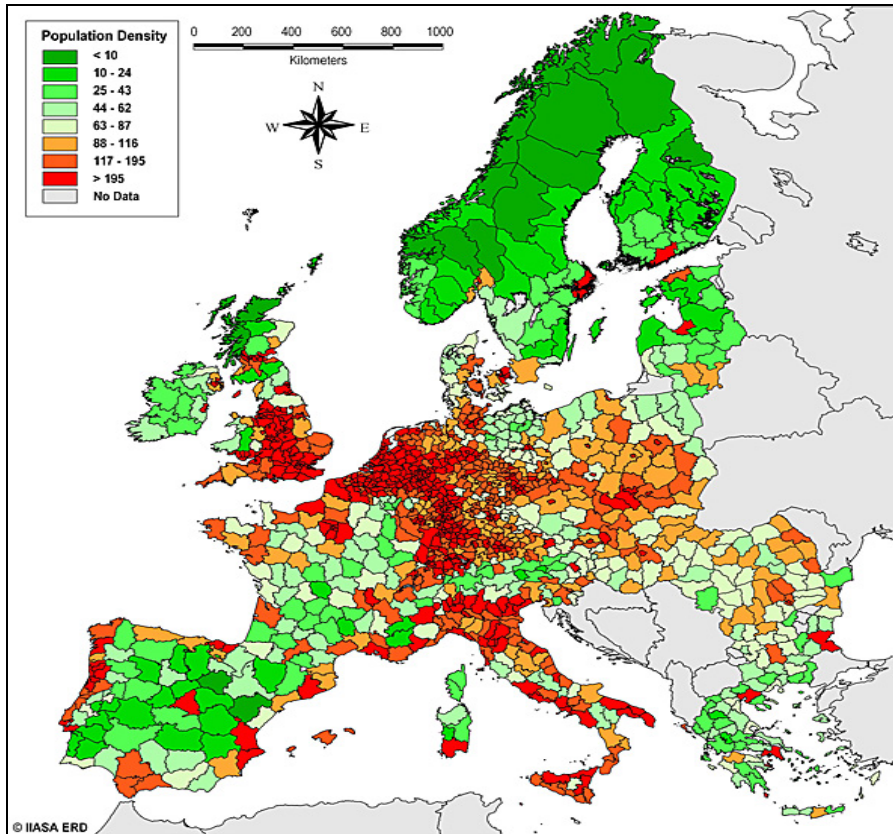 Population Density
< 10
10 - 24
25 - 43
44 - 62
63 - 87
88 - 116
117 - 195
> 195
No Data
0 200 400 600 800 1000
Kilometers
N
W E
S
© IIASA ERD